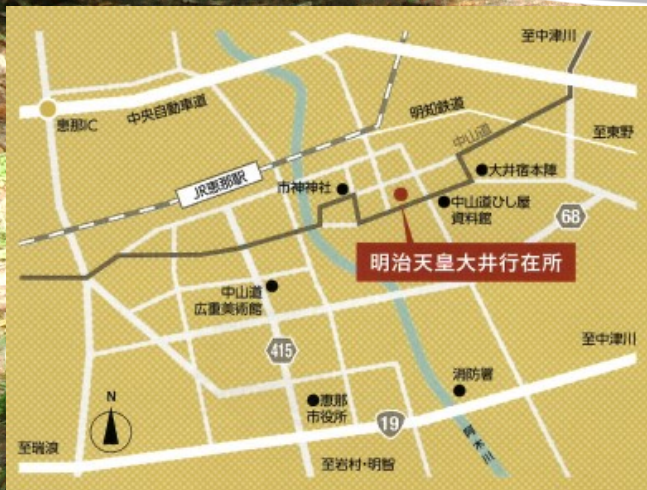 至中津川
中央自動車道
恵那IC
明知鉄道
中山道
至東野
JR恵那駅
市神神社
大井宿本陣
中山道ひし屋
資料館
68
明治天皇大井行在所
中山道
広重美術館
415
至中津川
消防署
N
恵那
市役所
19
阿木川
至瑞浪
至岩村・明智